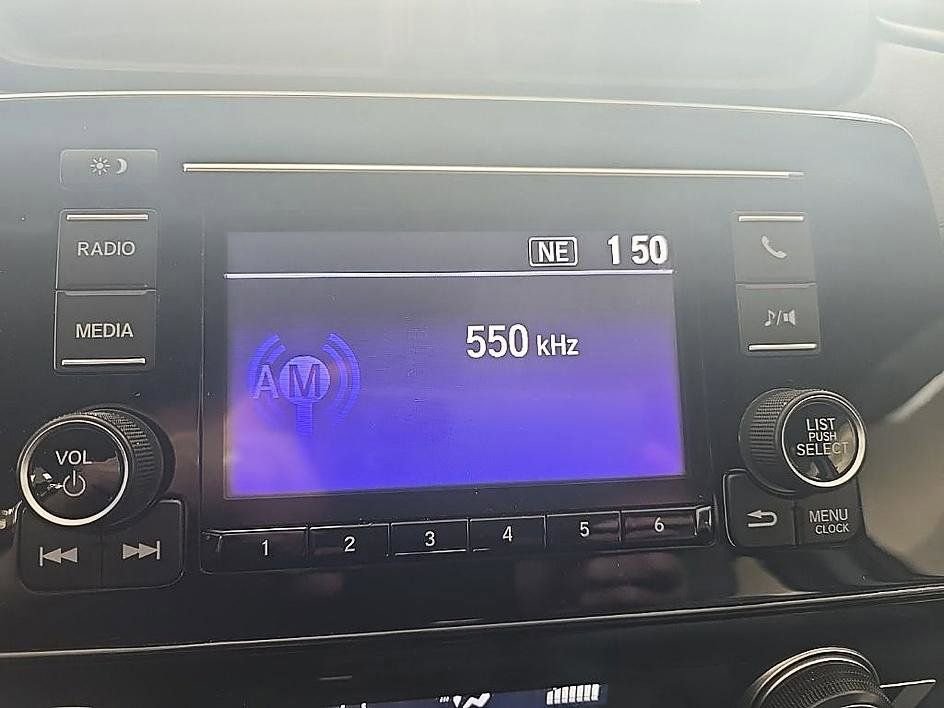 NE 1 50
RADIO
MEDIA
550 kHz
AM
VOL
LIST
PUSH
SELECT
1 2 3 4 5 6
MENU
CLOCK